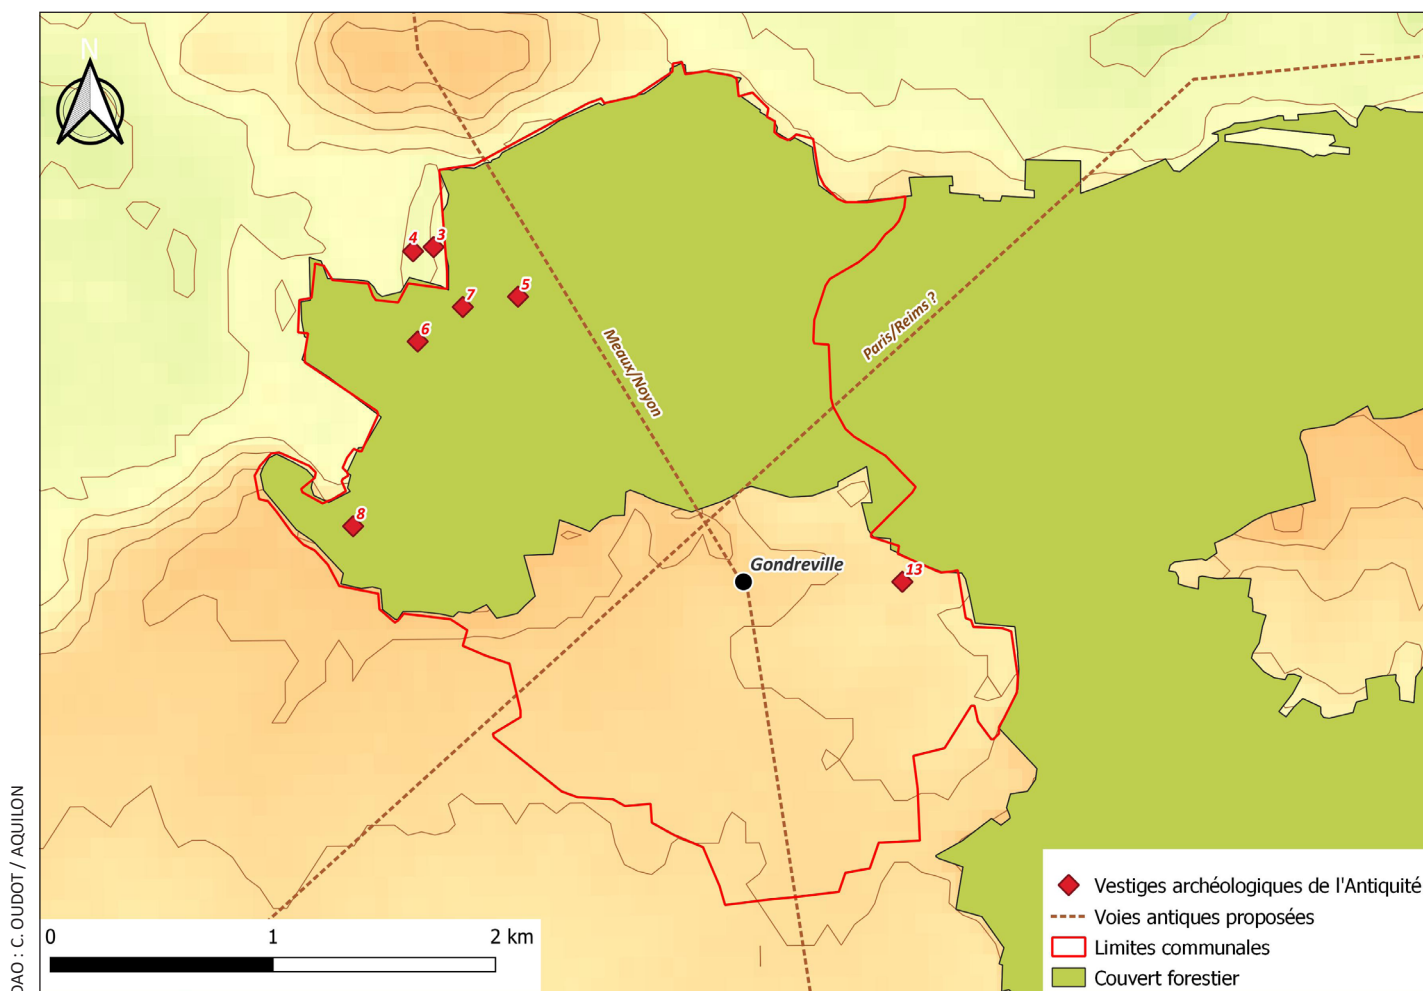 N
4
3
5
7
6
Meaux/Noyon
Paris/Reims ?
8
Gondreville
13
DAO : C. OUDOT / AQUILON
0 1 2 km
Vestiges archéologiques de l'Antiquité
Voies antiques proposées
Limites communales
Couvert forestier